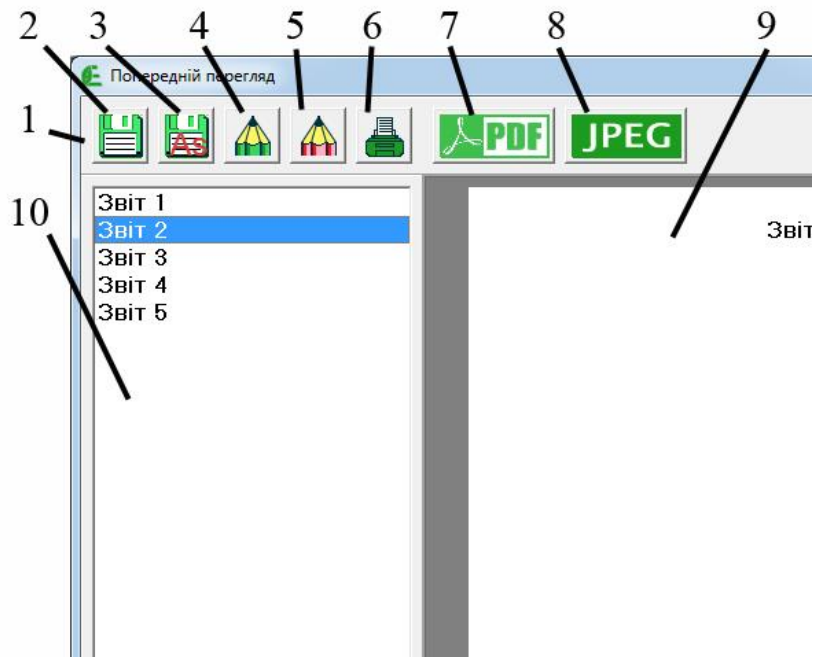 2 3 4 5 6 7 8 9
Попередній перегляд
1
As PDF JPEG
10
Звіт 1
Звіт 2
Звіт 3
Звіт 4
Звіт 5
Звіт